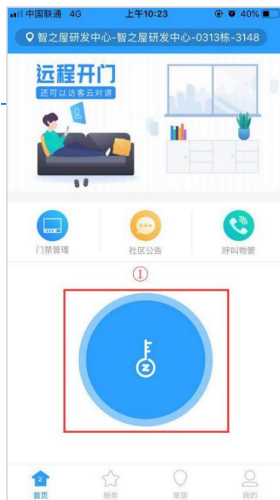 中国联通 4G 上午10:23 40%
智之屋研发中心-智之屋研发中心-0313栋-3148
远程开门
还可以访客云对讲
门禁管理 社区公告 呼叫物管
①
Z
2
首页 服务 家居 我的